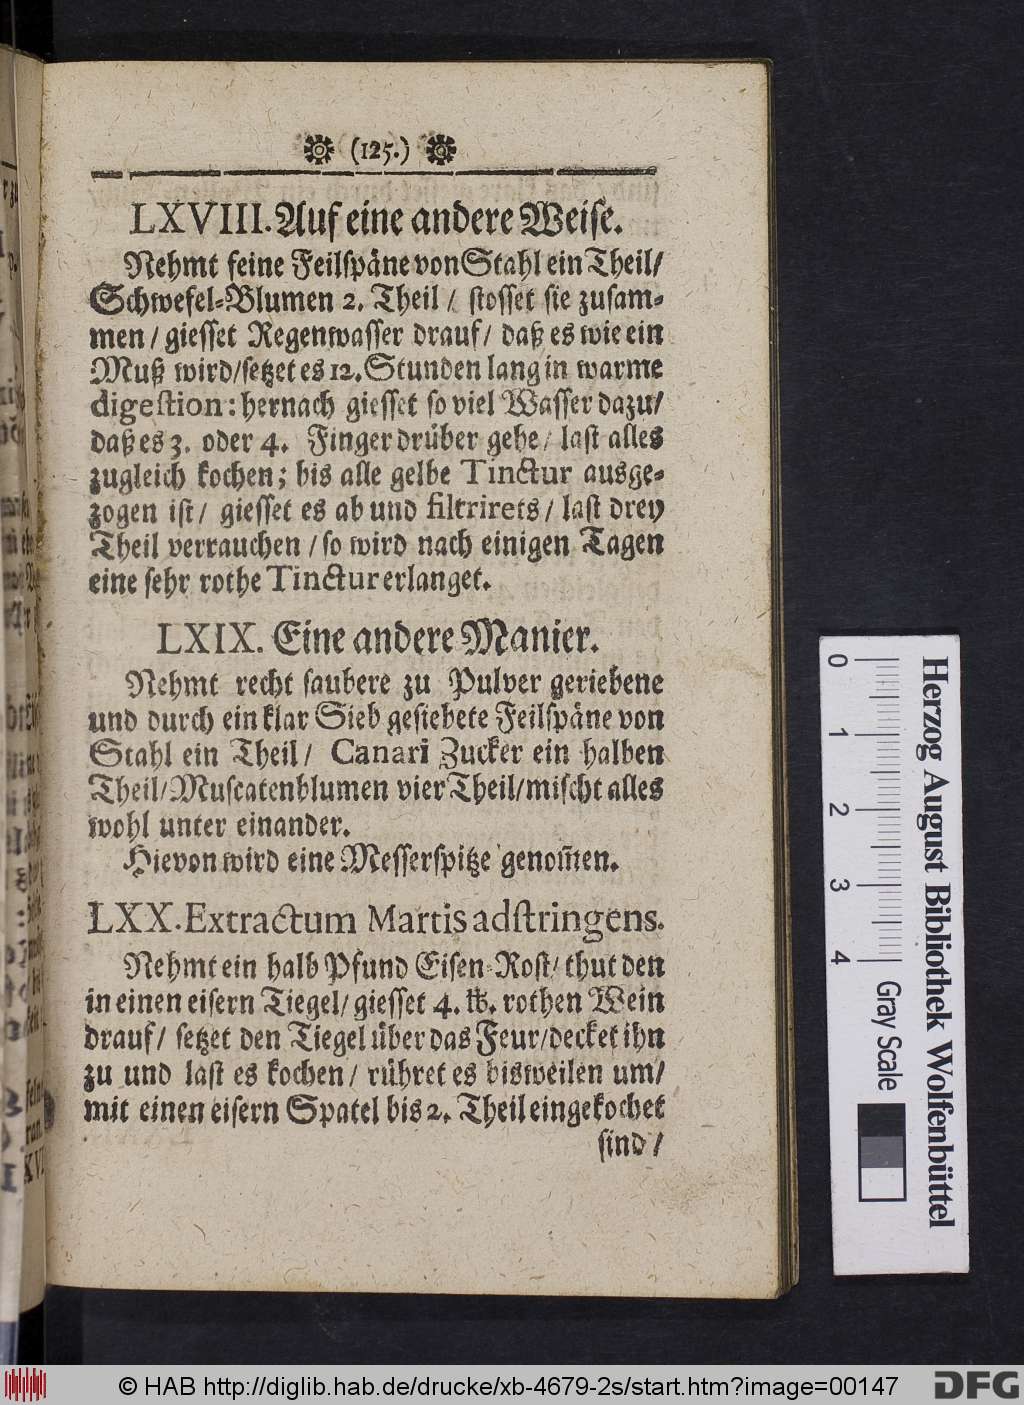 (125.)
LXVIII. Auf eine andere Weise.
Nehmt feine Feilspäne von Stahl ein Theil/
Schwefel-Blumen 2. Theil / stosset sie zusam-
men / giesset Regenwasser drauf / daß es wie ein
Muß wird/setzet es 12. Stunden lang in warme
digestion: hernach giesset so viel Wasser dazu/
daß es 3. oder 4. Finger drüber gehe / last alles
zugleich kochen; bis alle gelbe Tinctur ausge-
zogen ist / giesset es ab und filtrirets / last drey
Theil verrauchen / so wird nach einigen Tagen
eine sehr rothe Tinctur erlanget.
LXIX. Eine andere Manier.
Nehmt recht saubere zu Pulver geriebene
und durch ein klar Sieb gesiebete Feilspäne von
Stahl ein Theil / Canari Zucker ein halben
Theil/Muscatenblumen vier Theil/mischt alles
wohl unter einander.
Hievon wird eine Messerspitze genom̃en.
LXX. Extractum Martis adstringens.
Nehmt ein halb Pfund Eisen-Rost/ thut den
in einen eisern Tiegel/ giesset 4. ℔. rothen Wein
drauf / setzet den Tiegel über das Feur/decket ihn
zu und last es kochen / rühret es bisweilen um/
mit einen eisern Spatel bis 2. Theil eingekochet
sind /
Herzog August Bibliothek Wolfenbüttel
0 1 2 3 4 Gray Scale
© HAB http://diglib.hab.de/drucke/xb-4679-2s/start.htm?image=00147
DFG